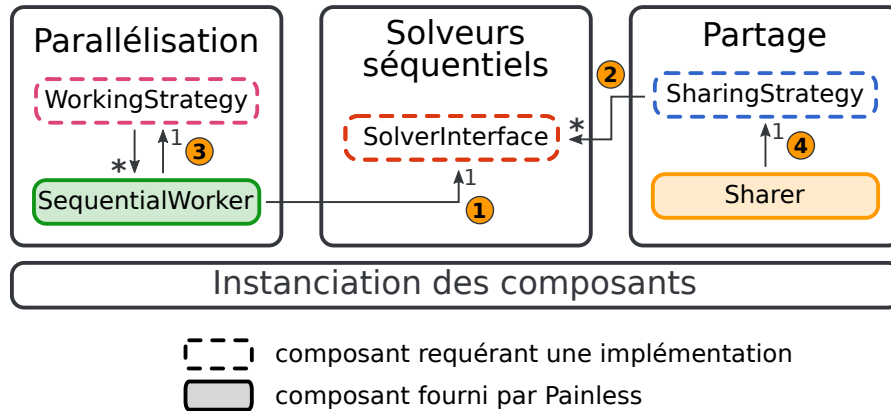 Parallélisation
WorkingStrategy
*
1
3
SequentialWorker
Solveurs
séquentiels
*
SolverInterface
1
1
Partage
2
SharingStrategy
1
4
Sharer
Instanciation des composants
composant requérant une implémentation
composant fourni par Painless